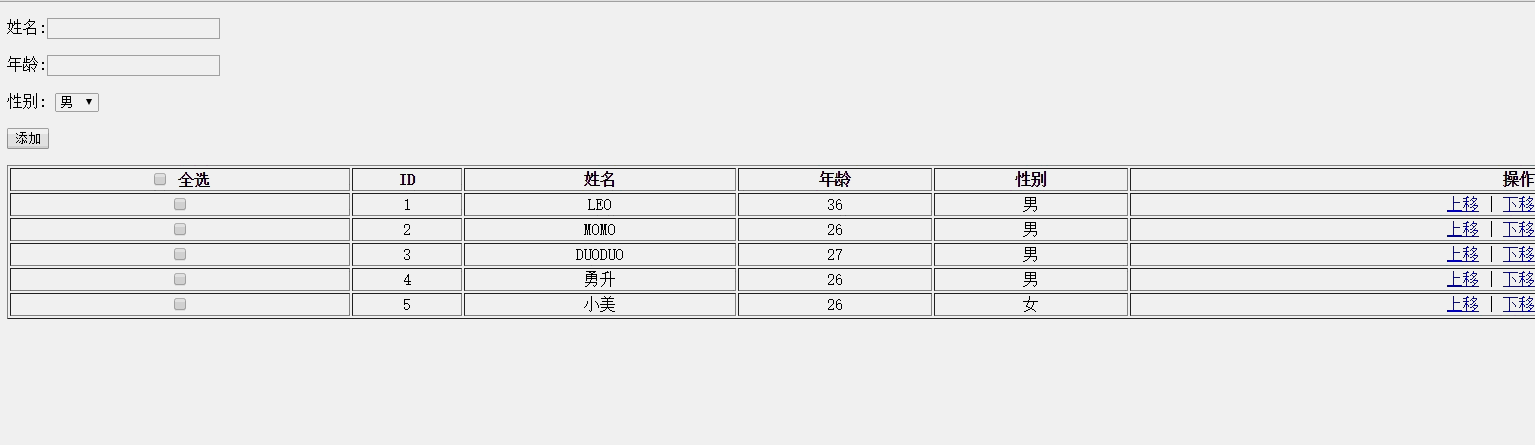 姓名:
年龄:
性别: 男
添加
全选 ID 姓名 年龄 性别 操作
1 LEO 36 男 上移 | 下移
2 MOMO 26 男 上移 | 下移
3 DUODUO 27 男 上移 | 下移
4 勇升 26 男 上移 | 下移
5 小美 26 女 上移 | 下移